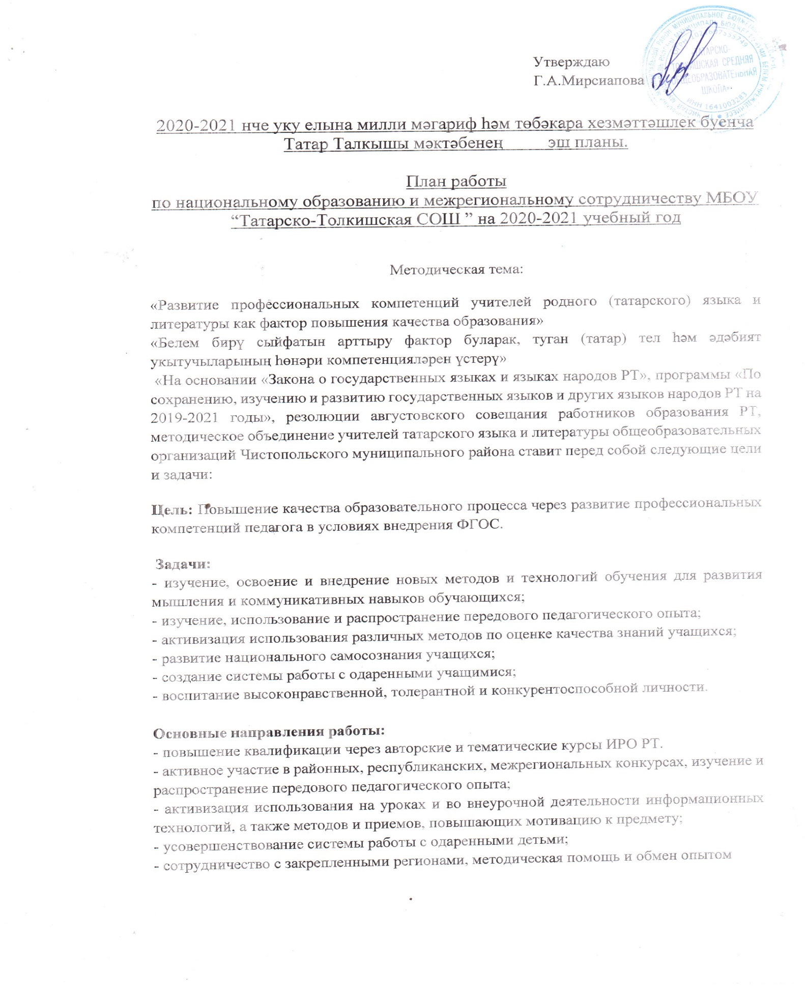 Утверждаю
Г.А.Мирсиапова
ТАТАРСКО-
ТОЛКИШСКАЯ СРЕДНЯЯ
ОБЩЕОБРАЗОВАТЕЛЬНАЯ
ШКОЛА»
ИНН 1641003283
2020-2021 нче уку елына милли мәгариф һәм төбәкара хезмәттәшлек буенча
Татар Талкышы мәктәбенең эш планы.
План работы
по национальному образованию и межрегиональному сотрудничеству МБОУ
“Татарско-Толкишская СОШ ” на 2020-2021 учебный год
Методическая тема:
«Развитие профессиональных компетенций учителей родного (татарского) языка и
литературы как фактор повышения качества образования»
«Белем бирү сыйфатын арттыру фактор буларак, туган (татар) тел һәм әдәбият
укытучыларының һөнәри компетенцияләрен үстерү»
«На основании «Закона о государственных языках и языках народов РТ», программы «По
сохранению, изучению и развитию государственных языков и других языков народов РТ на
2019-2021 годы», резолюции августовского совещания работников образования РТ,
методическое объединение учителей татарского языка и литературы общеобразовательных
организаций Чистопольского муниципального района ставит перед собой следующие цели
и задачи:
Цель: Повышение качества образовательного процесса через развитие профессиональных
компетенций педагога в условиях внедрения ФГОС.
Задачи:
- изучение, освоение и внедрение новых методов и технологий обучения для развития
мышления и коммуникативных навыков обучающихся;
- изучение, использование и распространение передового педагогического опыта;
- активизация использования различных методов по оценке качества знаний учащихся;
- развитие национального самосознания учащихся;
- создание системы работы с одаренными учащимися;
- воспитание высоконравственной, толерантной и конкурентоспособной личности.
Основные направления работы:
- повышение квалификации через авторские и тематические курсы ИРО РТ.
- активное участие в районных, республиканских, межрегиональных конкурсах, изучение и
распространение передового педагогического опыта;
- активизация использования на уроках и во внеурочной деятельности информационных
технологий, а также методов и приемов, повышающих мотивацию к предмету;
- усовершенствование системы работы с одаренными детьми;
- сотрудничество с закрепленными регионами, методическая помощь и обмен опытом